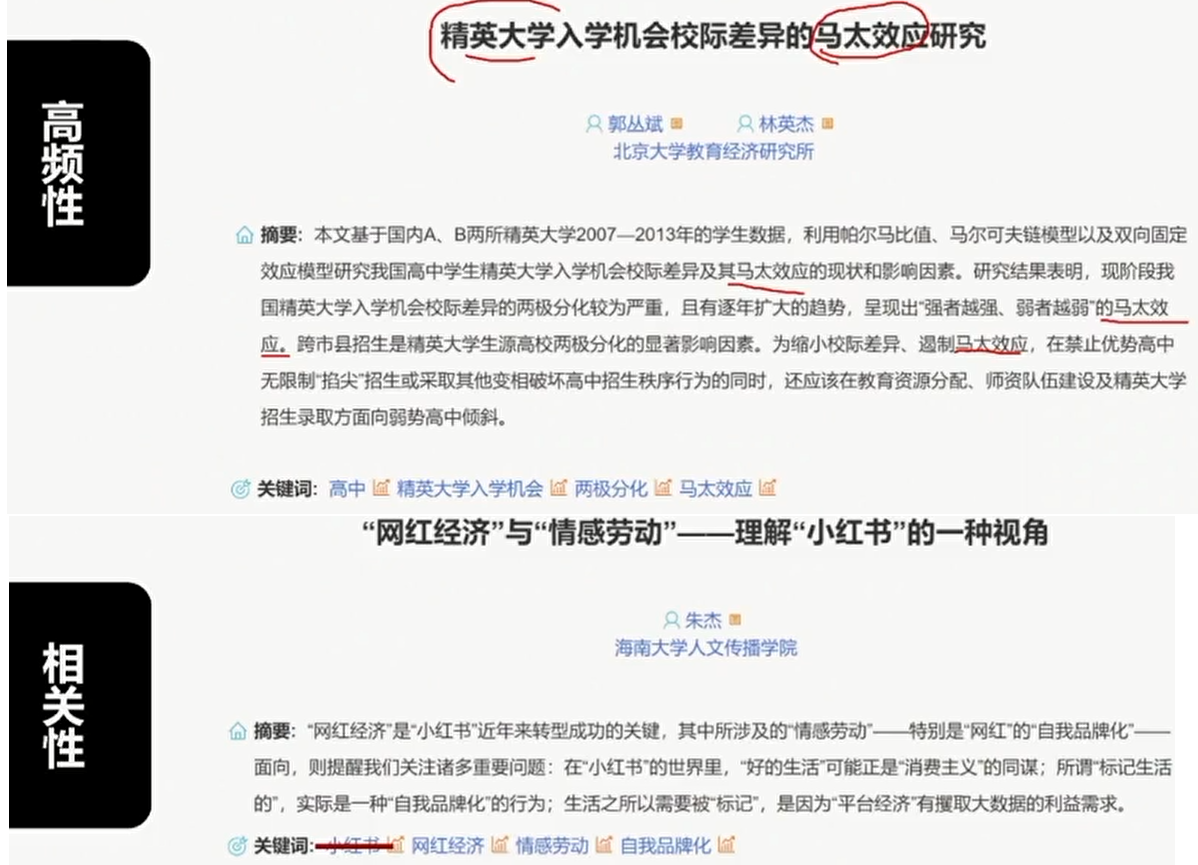 精英大学入学机会校际差异的马太效应研究
高频性
郭丛斌 林英杰
北京大学教育经济研究所
摘要：本文基于国内A、B两所精英大学2007—2013年的学生数据，利用帕尔马比值、马尔可夫链模型以及双向固定
效应模型研究我国高中学生精英大学入学机会校际差异及其马太效应的现状和影响因素。研究结果表明，现阶段我
国精英大学入学机会校际差异的两极分化较为严重，且有逐年扩大的趋势，呈现出“强者越强、弱者越弱”的马太效
应。跨市县招生是精英大学生源高校两极分化的显著影响因素。为缩小校际差异、遏制马太效应，在禁止优势高中
无限制“掐尖”招生或采取其他变相破坏高中招生秩序行为的同时，还应该在教育资源分配、师资队伍建设及精英大学
招生录取方面向弱势高中倾斜。
关键词：高中 精英大学入学机会 两极分化 马太效应
“网红经济”与“情感劳动”——理解“小红书”的一种视角
相关性
朱杰
海南大学人文传播学院
摘要：“网红经济”是“小红书”近年来转型成功的关键，其中所涉及的“情感劳动”——特别是“网红”的“自我品牌化”——
面向，则提醒我们关注诸多重要问题：在“小红书”的世界里，“好的生活”可能正是“消费主义”的同谋；所谓“标记生活
的”，实际是一种“自我品牌化”的行为；生活之所以需要被“标记”，是因为“平台经济”有攫取大数据的利益需求。
关键词：小红书 网红经济 情感劳动 自我品牌化